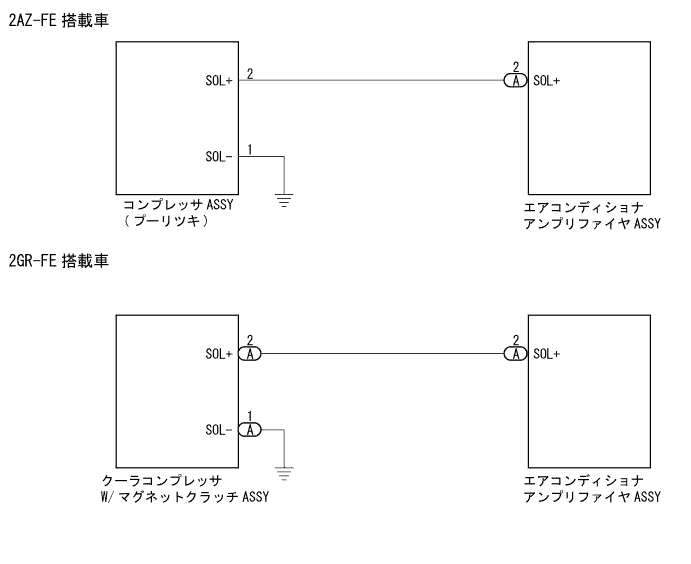 2AZ-FE 搭載車
SOL+ 2
2
A SOL+
SOL- 1
コンプレッサ ASSY
(プーリツキ)
エアコンディショナ
アンプリファイヤ ASSY
2GR-FE 搭載車
2
SOL+ A
2
A SOL+
1
SOL- A
クーラコンプレッサ
W/ マグネットクラッチ ASSY
エアコンディショナ
アンプリファイヤ ASSY